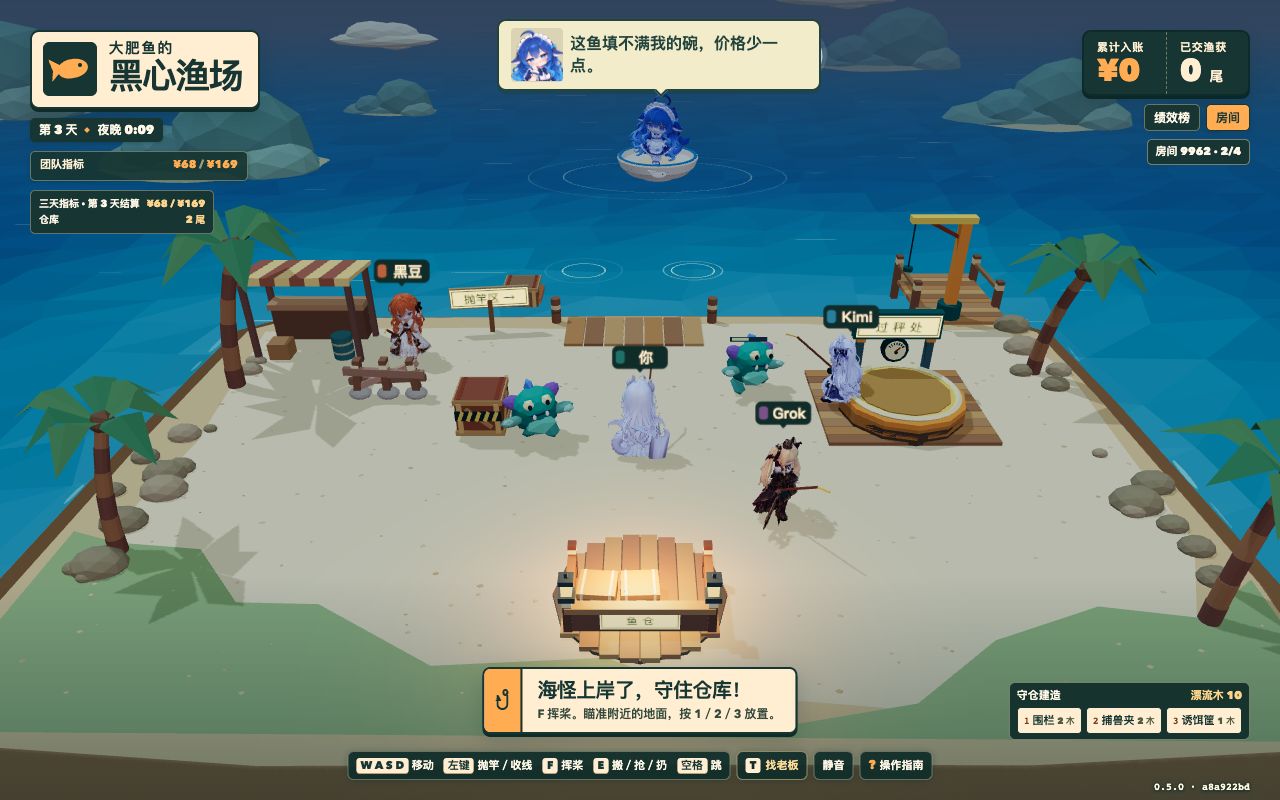 大肥鱼的
黑心渔场
第 3 天 • 夜晚 0:09
团队指标 ¥68 / ¥169
三天指标 • 第 3 天结算 ¥68 / ¥169
仓库 2 尾
这鱼填不满我的碗，价格少一
点。
累计入账
¥0
已交渔获
0 尾
绩效榜
房间
房间 9962 · 2/4
黑豆
抛竿区 →
你
Kimi
过秤处
Grok
鱼仓
海怪上岸了，守住仓库！
F 挥桨。瞄准附近的地面，按 1 / 2 / 3 放置。
守仓建造 漂流木 10
1 围栏 2 木
2 捕兽夹 2 木
3 诱饵筐 1 木
WASD 移动 左键 抛竿 / 收线 F 挥桨 E 搬 / 抢 / 扔 空格 跳
T 找老板
静音
? 操作指南
0.5.0 · a8a922bd